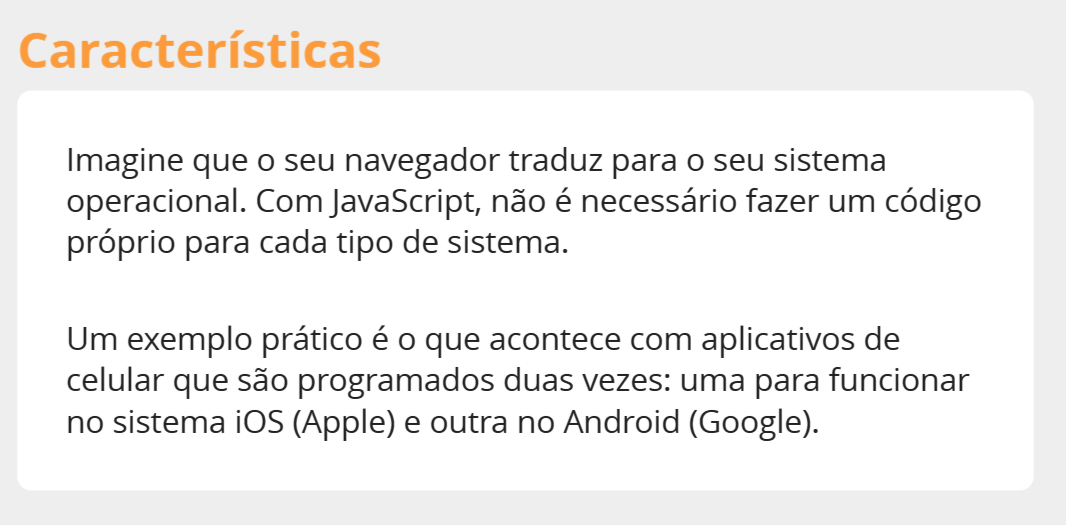 Características
Imagine que o seu navegador traduz para o seu sistema
operacional. Com JavaScript, não é necessário fazer um código
próprio para cada tipo de sistema.
Um exemplo prático é o que acontece com aplicativos de
celular que são programados duas vezes: uma para funcionar
no sistema iOS (Apple) e outra no Android (Google).